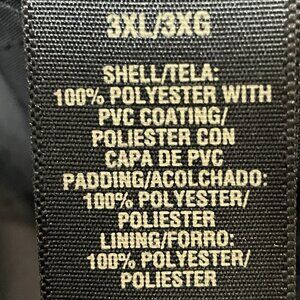 3XL/3XG
SHELL/TELA:
100% POLYESTER WITH
PVC COATING/
POLIESTER CON
CAPA DE PVC
PADDING/ACOLCHADO:
100% POLYESTER/
POLIESTER
LINING/FORRO:
100% POLYESTER/
POLIESTER